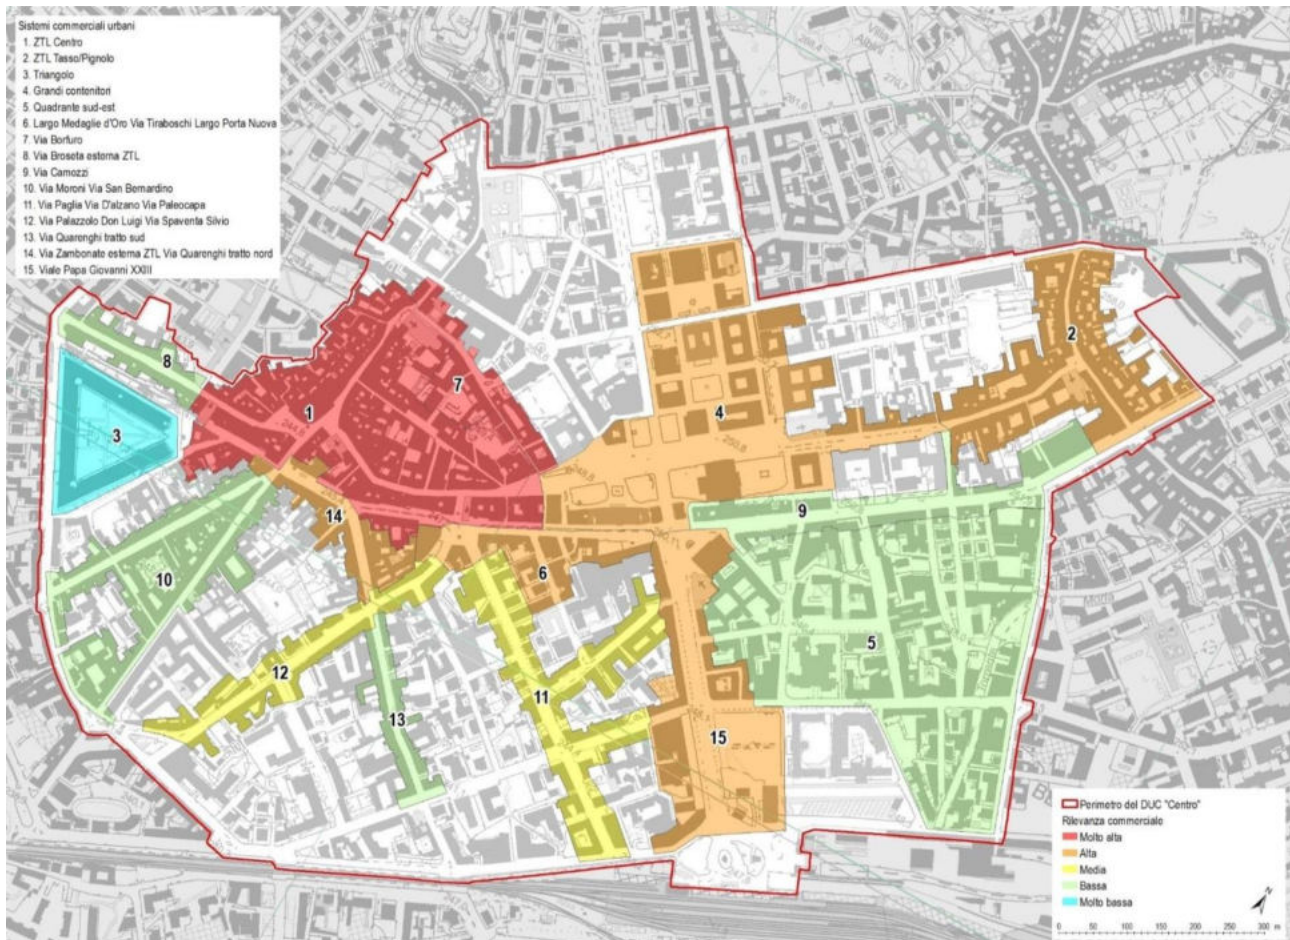 Sistemi commerciali urbani
1. ZTL Centro
2. ZTL Tasso/Pignolo
3. Triangolo
4. Grandi contenitori
5. Quadrante sud-est
6. Largo Medaglie d'Oro Via Tiraboschi Largo Porta Nuova
7. Via Borfuro
8. Via Broseta esterna ZTL
9. Via Camozzi
10. Via Moroni Via San Bernardino
11. Via Paglia Via D'alzano Via Paleocapa
12. Via Palazzolo Don Luigi Via Spaventa Silvio
13. Via Quarenghi tratto sud
14. Via Zambonate esterna ZTL Via Quarenghi tratto nord
15. Viale Papa Giovanni XXIII
2
8
7
1
4
3
9
14
6
10
5
12
11
13
15
250,8
248,8
Perimetro del DUC "Centro"
Rilevanza commerciale
Molto alta
Alta
Media
Bassa
Molto bassa
N
0 50 100 150 200 250 300 m